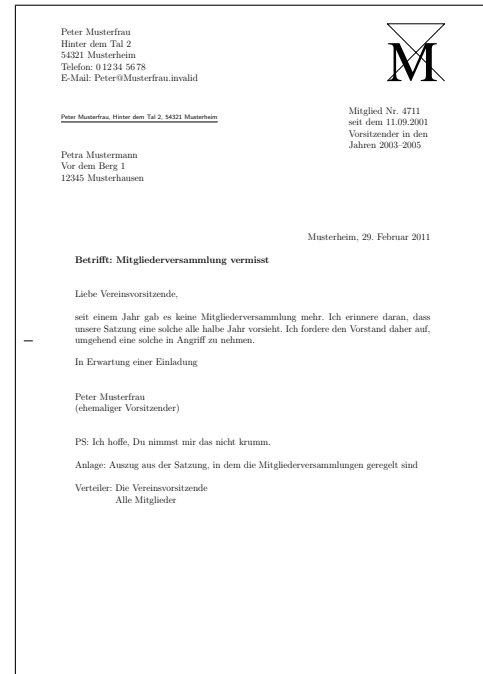 Peter Musterfrau
Hinter dem Tal 2
54321 Musterheim
Telefon: 0 12 34 56 78
E-Mail: Peter@Musterfrau.invalid
M
Peter Musterfrau, Hinter dem Tal 2, 54321 Musterheim
Mitglied Nr. 4711
seit dem 11.09.2001
Vorsitzender in den
Jahren 2003–2005
Petra Mustermann
Vor dem Berg 1
12345 Musterhausen
Musterheim, 29. Februar 2011
Betrifft: Mitgliederversammlung vermisst
Liebe Vereinsvorsitzende,
seit einem Jahr gab es keine Mitgliederversammlung mehr. Ich erinnere daran, dass
unsere Satzung eine solche alle halbe Jahr vorsieht. Ich fordere den Vorstand daher auf,
umgehend eine solche in Angriff zu nehmen.
In Erwartung einer Einladung
Peter Musterfrau
(ehemaliger Vorsitzender)
PS: Ich hoffe, Du nimmst mir das nicht krumm.
Anlage: Auszug aus der Satzung, in dem die Mitgliederversammlungen geregelt sind
Verteiler: Die Vereinsvorsitzende
Alle Mitglieder